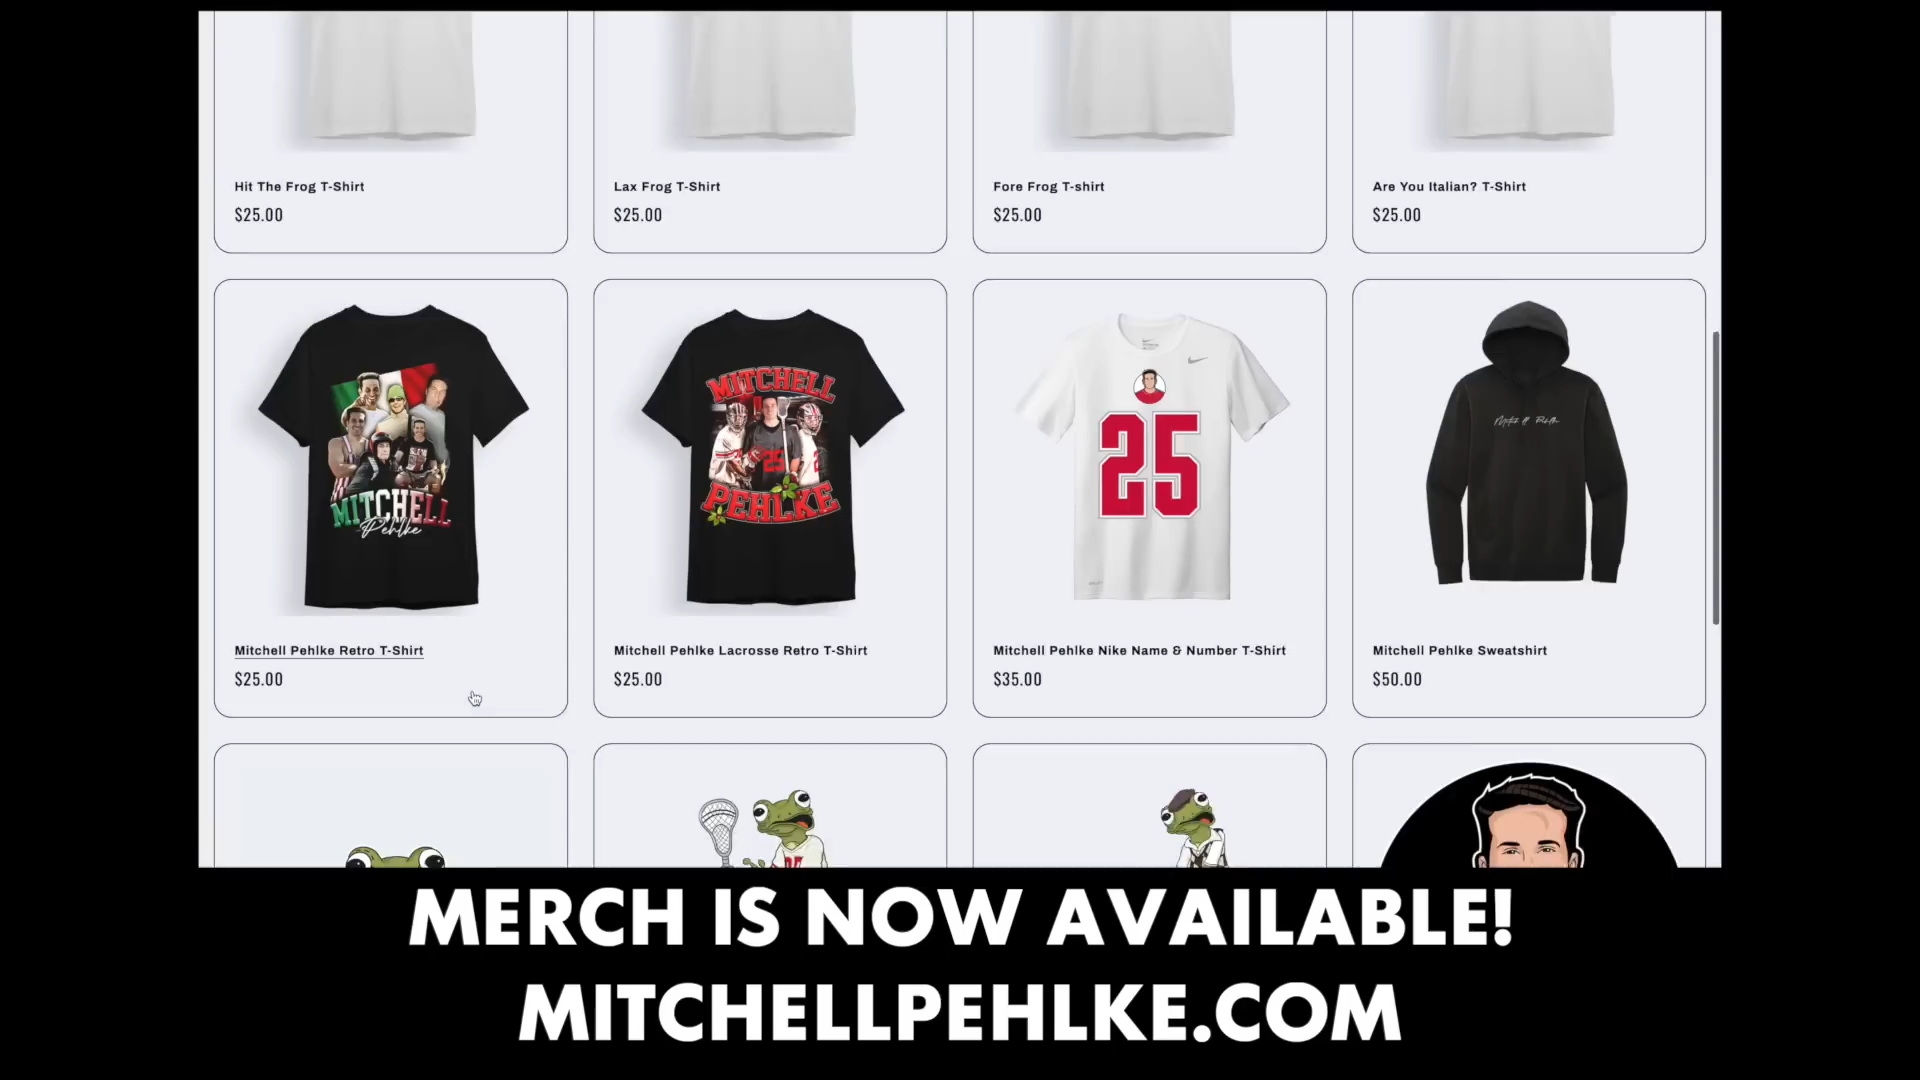 Hit The Frog T-Shirt
$25.00
Lax Frog T-Shirt
$25.00
Fore Frog T-shirt
$25.00
Are You Italian? T-Shirt
$25.00
MITCHELL
Pehlke
MITCHELL
25
PEHLKE
25
Mitchell Pehlke Retro T-Shirt
$25.00
Mitchell Pehlke Lacrosse Retro T-Shirt
$25.00
Mitchell Pehlke Nike Name & Number T-Shirt
$35.00
Mitchell Pehlke Sweatshirt
$50.00
MERCH IS NOW AVAILABLE!
MITCHELLPEHLKE.COM